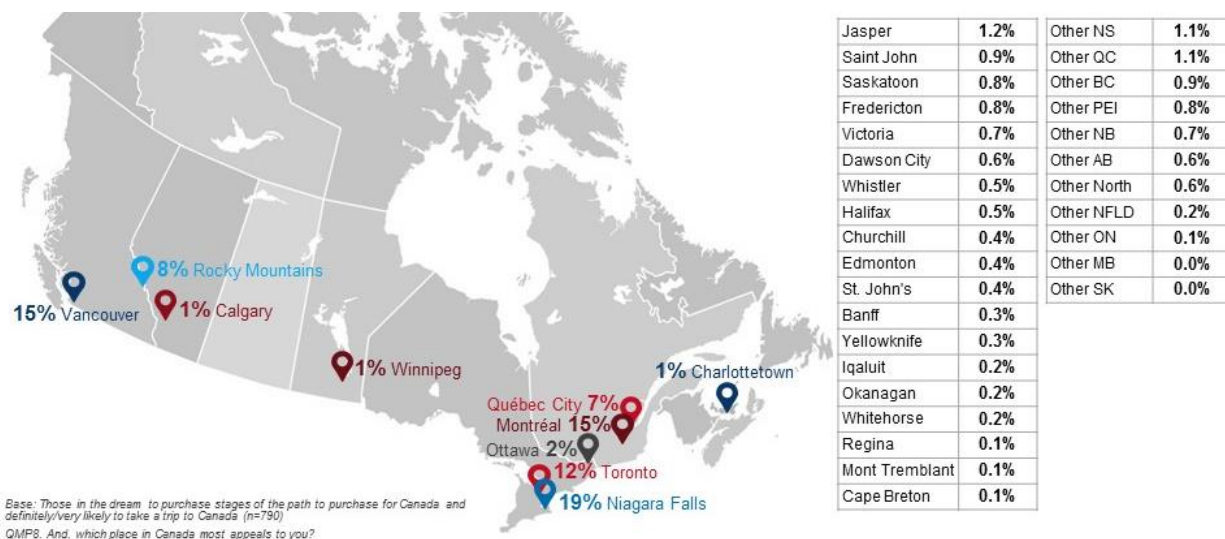 8% Rocky Mountains
15% Vancouver
1% Calgary
1% Winnipeg
1% Charlottetown
Québec City 7%
Montréal 15%
Ottawa 2%
12% Toronto
19% Niagara Falls
Base: Those in the dream to purchase stages of the path to purchase for Canada and
definitely/very likely to take a trip to Canada (n=790)
QMP8. And, which place in Canada most appeals to you?
Jasper 1.2%
Saint John 0.9%
Saskatoon 0.8%
Fredericton 0.8%
Victoria 0.7%
Dawson City 0.6%
Whistler 0.5%
Halifax 0.5%
Churchill 0.4%
Edmonton 0.4%
St. John's 0.4%
Banff 0.3%
Yellowknife 0.3%
Iqaluit 0.2%
Okanagan 0.2%
Whitehorse 0.2%
Regina 0.1%
Mont Tremblant 0.1%
Cape Breton 0.1%
Other NS 1.1%
Other QC 1.1%
Other BC 0.9%
Other PEI 0.8%
Other NB 0.7%
Other AB 0.6%
Other North 0.6%
Other NFLD 0.2%
Other ON 0.1%
Other MB 0.0%
Other SK 0.0%